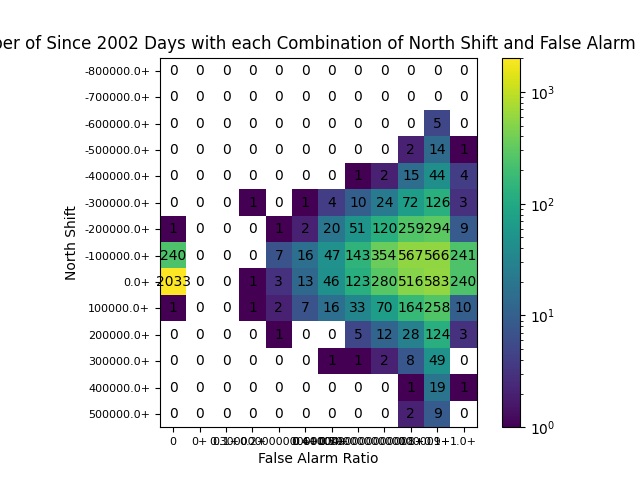 er of Since 2002 Days with each Combination of North Shift and False Alarm
-800000.0+ 0 0 0 0 0 0 0 0 0 0 0 0
-700000.0+ 0 0 0 0 0 0 0 0 0 0 0 0
-600000.0+ 0 0 0 0 0 0 0 0 0 0 5 0
-500000.0+ 0 0 0 0 0 0 0 0 0 2 14 1
-400000.0+ 0 0 0 0 0 0 0 1 2 15 44 4
-300000.0+ 0 0 0 1 0 1 4 10 24 72 126 3
-200000.0+ 1 0 0 0 1 2 20 51 120 259 294 9
-100000.0+ 240 0 0 0 7 16 47 143 354 567 566 241
0.0+ 2033 0 0 1 3 13 46 123 280 516 583 240
100000.0+ 1 0 0 1 2 7 16 33 70 164 258 10
200000.0+ 0 0 0 0 1 0 0 5 12 28 124 3
300000.0+ 0 0 0 0 0 0 1 1 2 8 49 0
400000.0+ 0 0 0 0 0 0 0 0 0 1 19 1
500000.0+ 0 0 0 0 0 0 0 0 0 2 9 0
0 0+ 1.0+
False Alarm Ratio
North Shift
10³
10²
10¹
10⁰